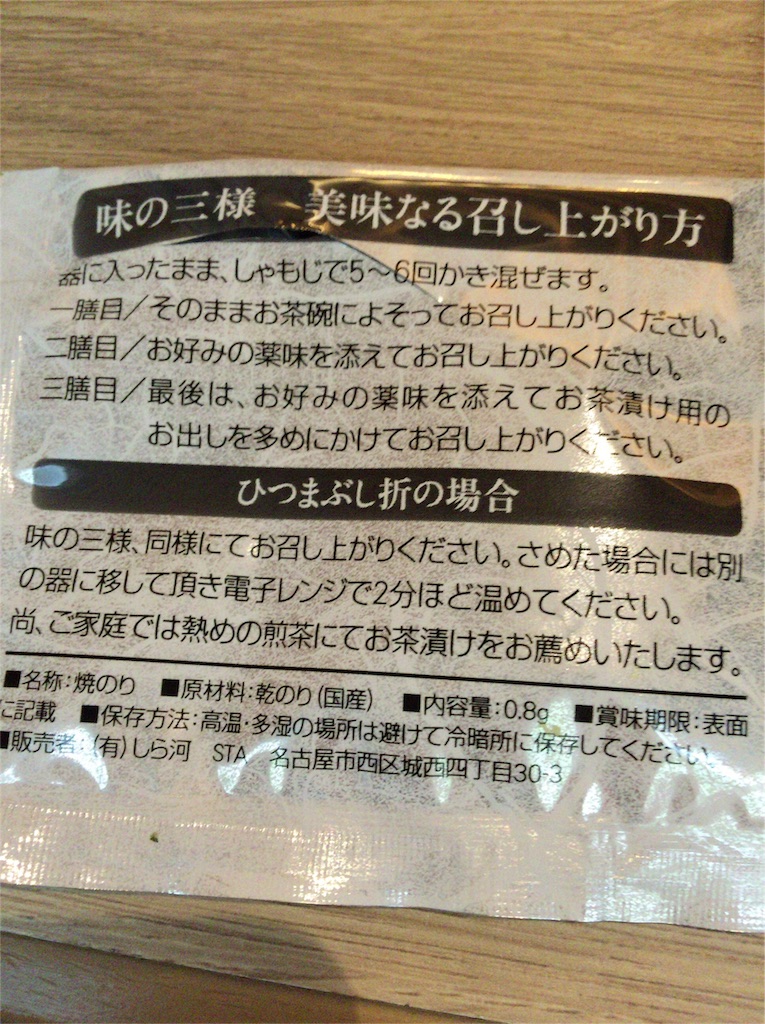 味の三様 美味なる召し上がり方
器に入ったまま、しゃもじで5〜6回かき混ぜます。
一膳目/そのままお茶碗によそってお召し上がりください。
二膳目/お好みの薬味を添えてお召し上がりください。
三膳目/最後は、お好みの薬味を添えてお茶漬け用の
お出しを多めにかけてお召し上がりください。
ひつまぶし折の場合
味の三様、同様にてお召し上がりください。さめた場合には別
の器に移して頂き電子レンジで2分ほど温めてください。
尚、ご家庭では熱めの煎茶にてお茶漬けをお薦めいたします。
■名称:焼のり ■原材料:乾のり(国産) ■内容量:0.8g ■賞味期限:表面
に記載 ■保存方法:高温・多湿の場所は避けて冷暗所に保存してください
■販売者:(有)しら河 STA 名古屋市西区城西四丁目30-3